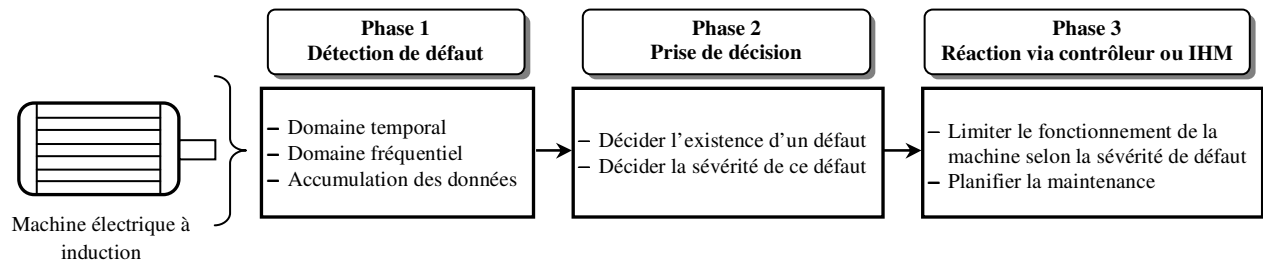 Phase 1
Détection de défaut
Phase 2
Prise de décision
Phase 3
Réaction via contrôleur ou IHM
– Domaine temporal
– Domaine fréquentiel
– Accumulation des données
– Décider l’existence d’un défaut
– Décider la sévérité de ce défaut
– Limiter le fonctionnement de la
machine selon la sévérité de défaut
– Planifier la maintenance
Machine électrique à
induction